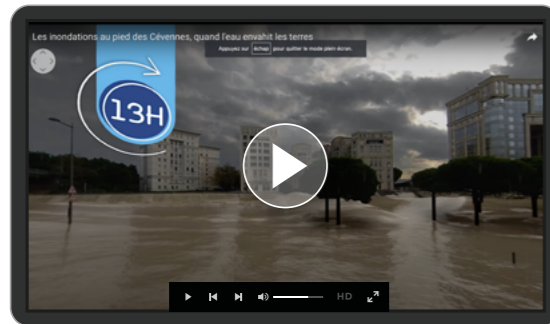 Les inondations au pied des Cévennes, quand l'eau envahit les terres
Appuyez sur échap pour quitter le mode plein écran.
13H
HD